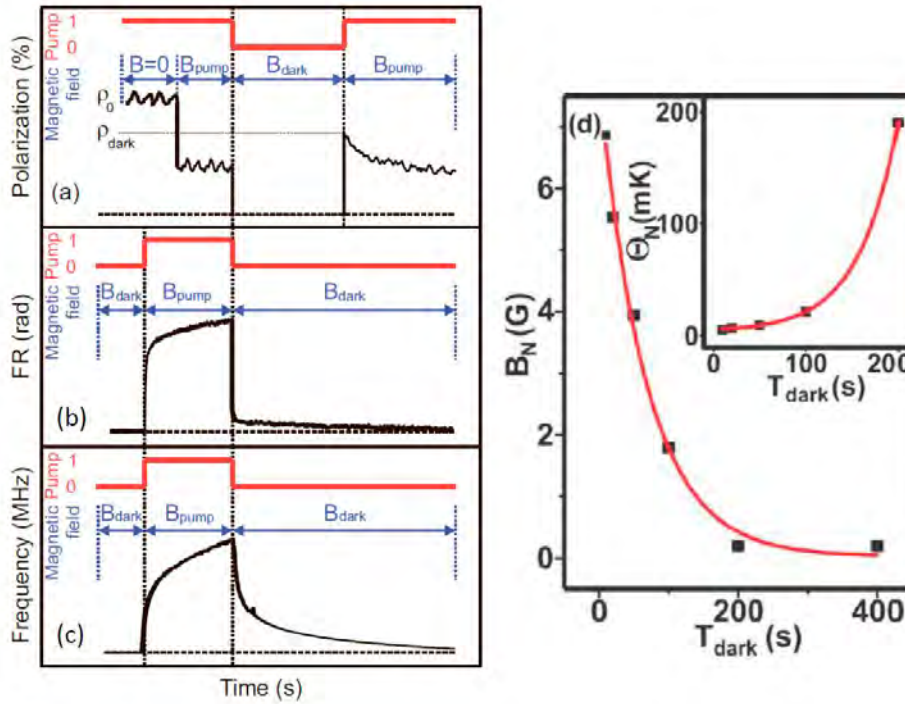 Polarization (%)
Magnetic field
Pump
1
0
B=0
Bpump
Bdark
Bpump
ρ0
ρdark
(a)
FR (rad)
Magnetic field
Pump
1
0
Bdark
Bpump
Bdark
(b)
Frequency (MHz)
Magnetic field
Pump
1
0
Bdark
Bpump
Bdark
(c)
Time (s)
(d)
BN (G)
6
4
2
0
0
200
400
Tdark (s)
ΘN (mK)
200
100
0
0
100
200
Tdark (s)